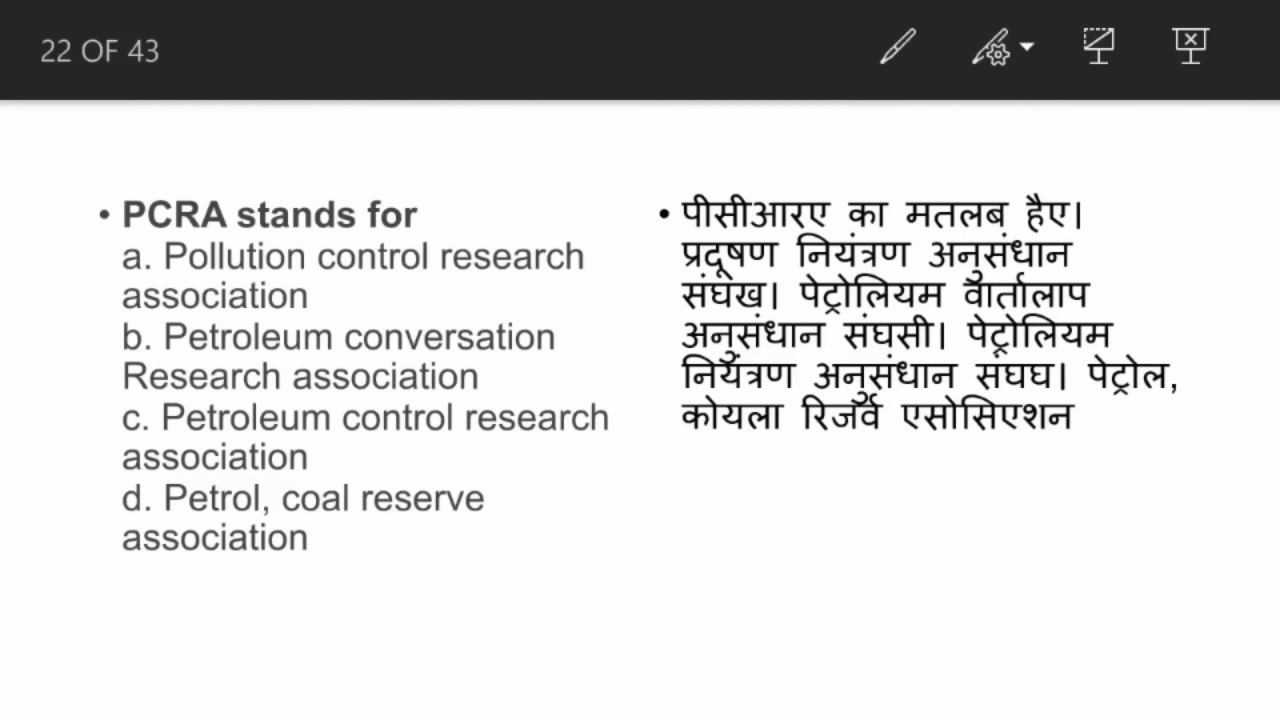 22 OF 43
• PCRA stands for
a. Pollution control research
association
b. Petroleum conversation
Research association
c. Petroleum control research
association
d. Petrol, coal reserve
association
• पीसीआरए का मतलब हैए।
प्रदूषण नियंत्रण अनुसंधान
संघख। पेट्रोलियम वार्तालाप
अनुसंधान संघसी। पेट्रोलियम
नियंत्रण अनुसंधान संघघ। पेट्रोल,
कोयला रिजर्व एसोसिएशन